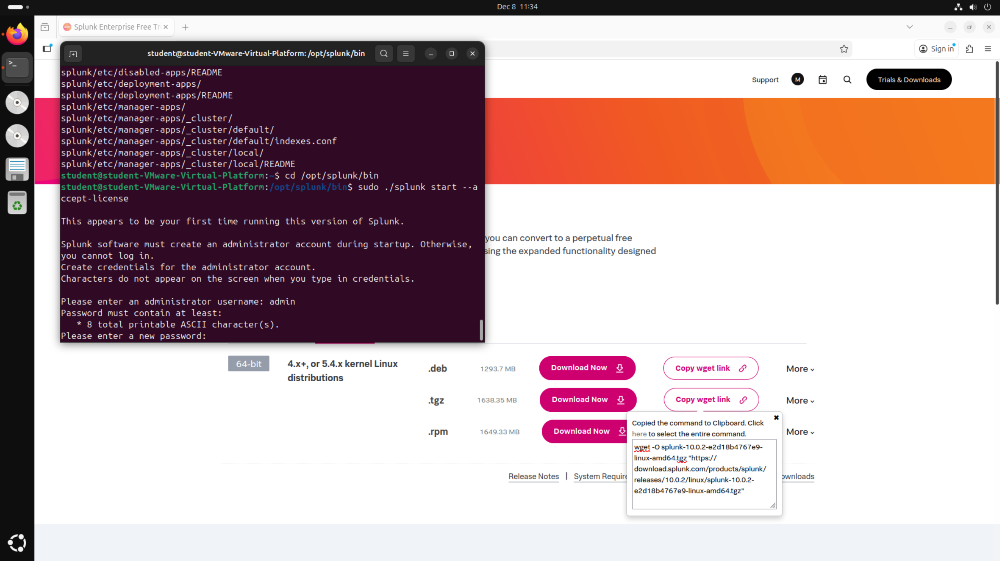 Dec 8 11:34
Splunk Enterprise Free Tri
Sign in
student@student-VMware-Virtual-Platform: /opt/splunk/bin
Support
M
Trials & Downloads
splunk/etc/disabled-apps/README
splunk/etc/deployment-apps/
splunk/etc/deployment-apps/README
splunk/etc/manager-apps/
splunk/etc/manager-apps/_cluster/
splunk/etc/manager-apps/_cluster/default/
splunk/etc/manager-apps/_cluster/default/indexes.conf
splunk/etc/manager-apps/_cluster/local/
splunk/etc/manager-apps/_cluster/local/README
student@student-VMware-Virtual-Platform:~$ cd /opt/splunk/bin
student@student-VMware-Virtual-Platform:/opt/splunk/bin$ sudo ./splunk start --a
ccept-license
This appears to be your first time running this version of Splunk.
Splunk software must create an administrator account during startup. Otherwise,
you cannot log in.
Create credentials for the administrator account.
Characters do not appear on the screen when you type in credentials.
Please enter an administrator username: admin
Password must contain at least:
* 8 total printable ASCII character(s).
Please enter a new password:
you can convert to a perpetual free
sing the expanded functionality designed
64-bit
4.x+, or 5.4.x kernel Linux
distributions
.deb
1293.7 MB
Download Now
Copy wget link
More
.tgz
1638.35 MB
Download Now
Copy wget link
More
.rpm
1649.33 MB
Download Now
More
Copied the command to Clipboard. Click
here to select the entire command.
wget -O splunk-10.0.2-e2d18b4767e9-
linux-amd64.tgz "https://
download.splunk.com/products/splunk/
releases/10.0.2/linux/splunk-10.0.2-
e2d18b4767e9-linux-amd64.tgz"
Release Notes | System Require
ownloads